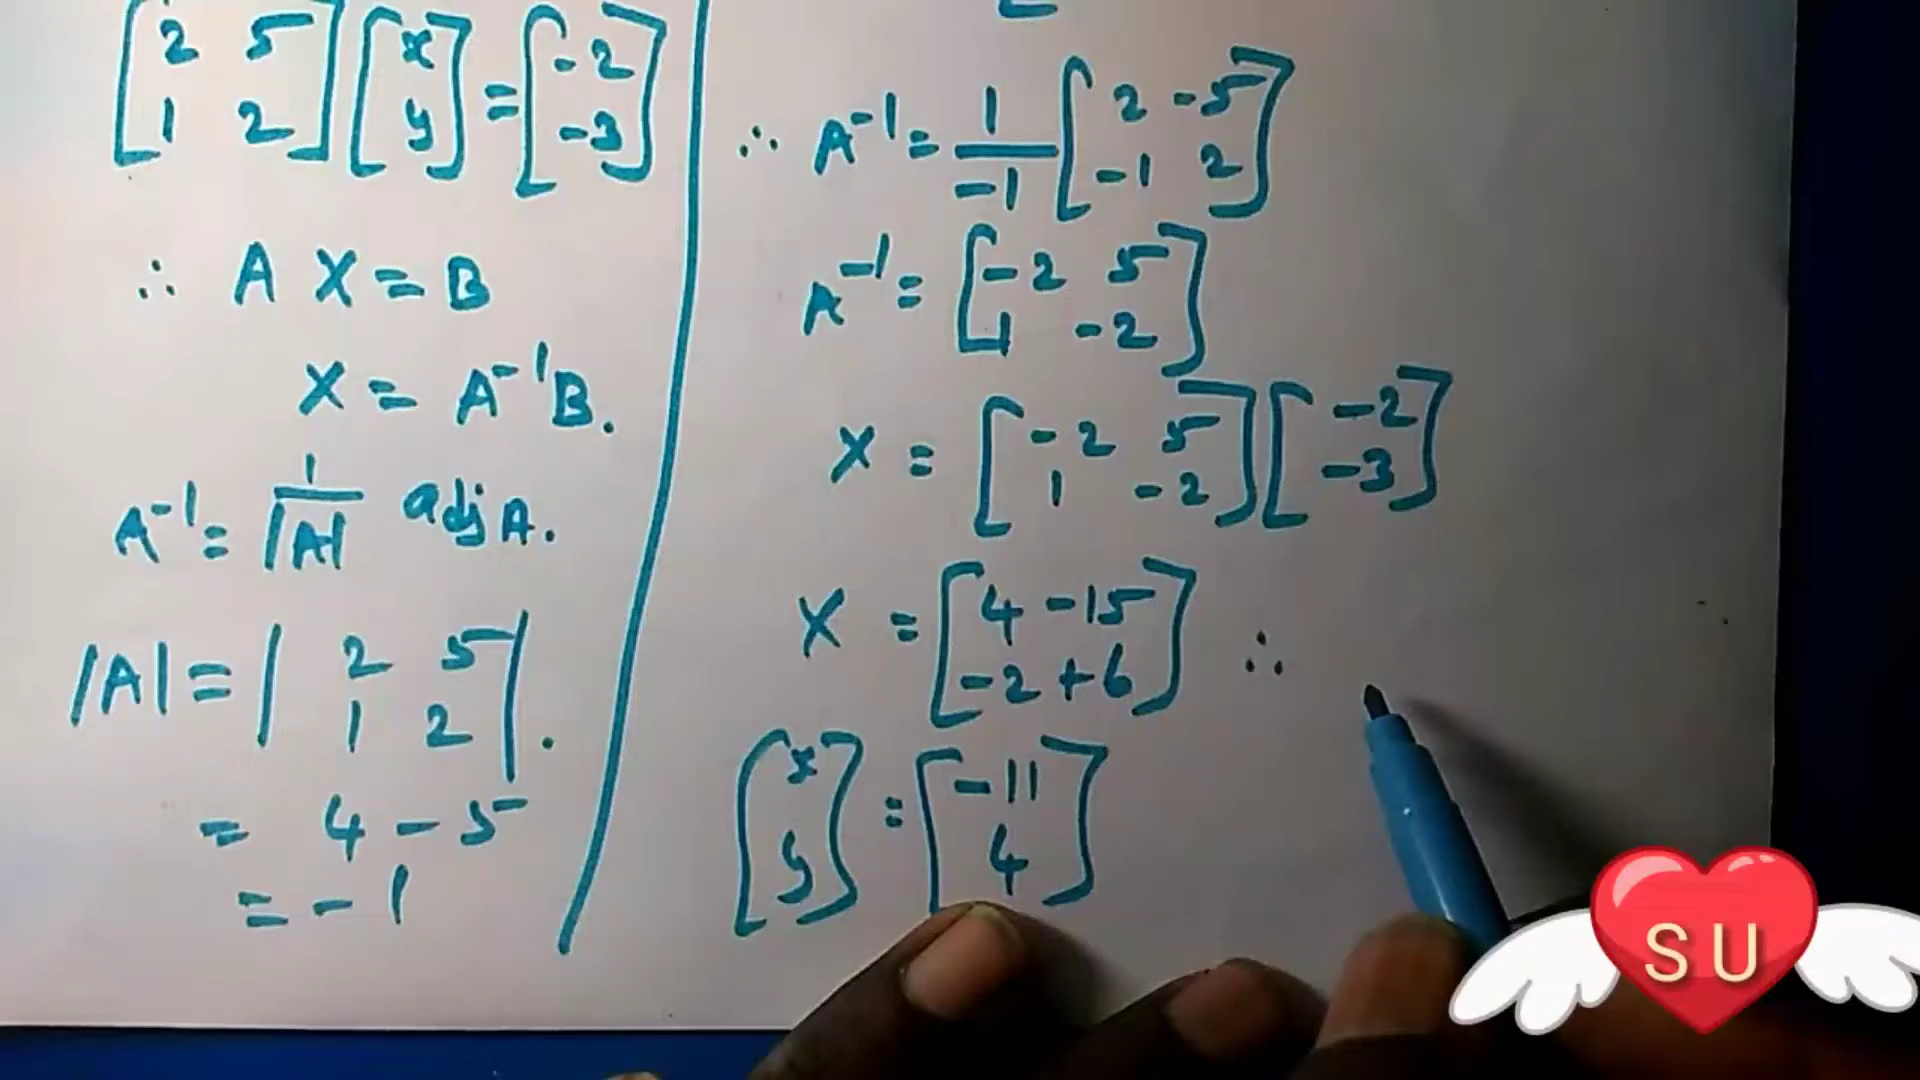 [2 5
1 2] [x
y] = [-2
-3]
∴ A X = B
X = A⁻¹B.
A⁻¹ = 1/|A| adj A.
|A| = |2 5
1 2|.
= 4 - 5
= - 1
∴ A⁻¹ = 1/-1 [2 -5
-1 2]
A⁻¹ = [-2 5
1 -2]
X = [-2 5
1 -2] [-2
-3]
X = [4 -15
-2 + 6] ∴
[x
y] = [-11
4]
S U